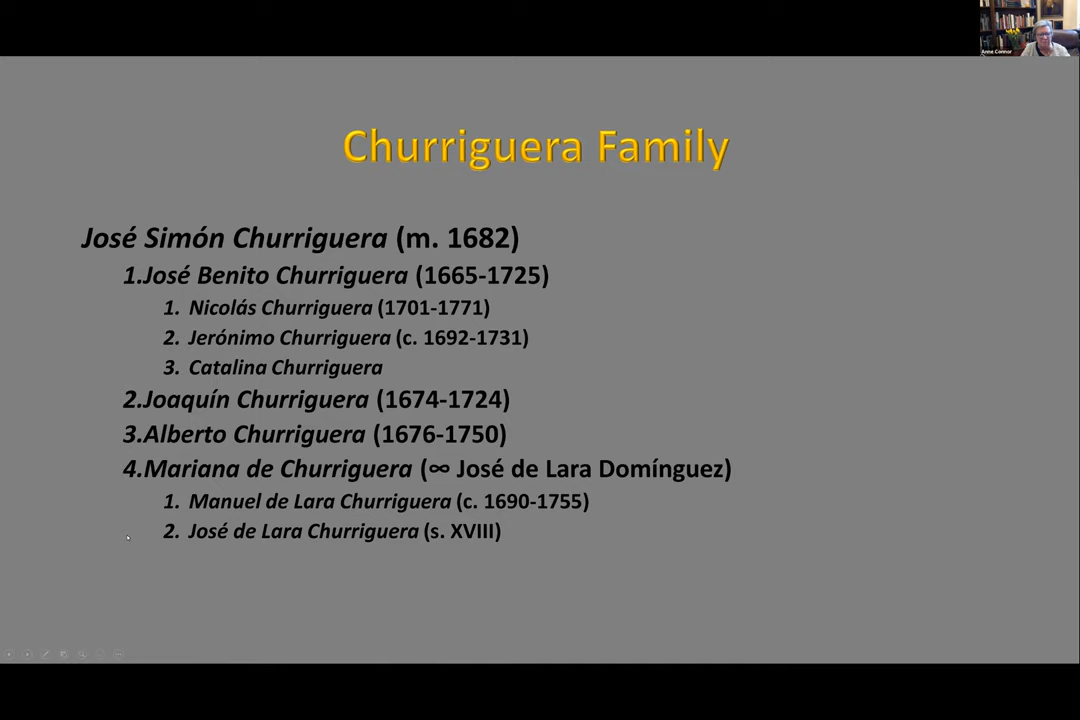 Anne Connor
Churriguera Family
José Simón Churriguera (m. 1682)
1.José Benito Churriguera (1665-1725)
1. Nicolás Churriguera (1701-1771)
2. Jerónimo Churriguera (c. 1692-1731)
3. Catalina Churriguera
2.Joaquín Churriguera (1674-1724)
3.Alberto Churriguera (1676-1750)
4.Mariana de Churriguera (∞ José de Lara Domínguez)
1. Manuel de Lara Churriguera (c. 1690-1755)
2. José de Lara Churriguera (s. XVIII)